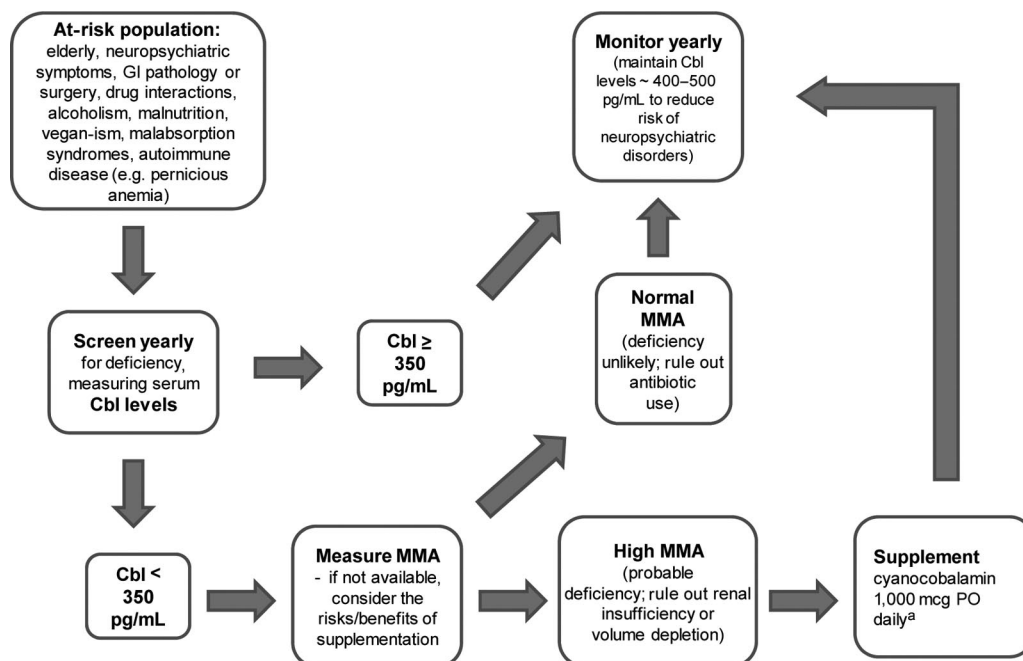 At-risk population:
elderly, neuropsychiatric
symptoms, GI pathology or
surgery, drug interactions,
alcoholism, malnutrition,
vegan-ism, malabsorption
syndromes, autoimmune
disease (e.g. pernicious
anemia)
Monitor yearly
(maintain Cbl
levels ~ 400–500
pg/mL to reduce
risk of
neuropsychiatric
disorders)
Screen yearly
for deficiency,
measuring serum
Cbl levels
Cbl ≥
350
pg/mL
Normal
MMA
(deficiency
unlikely; rule out
antibiotic
use)
Cbl <
350
pg/mL
Measure MMA
- if not available,
consider the
risks/benefits of
supplementation
High MMA
(probable
deficiency; rule out renal
insufficiency or
volume depletion)
Supplement
cyanocobalamin
1,000 mcg PO
dailyª